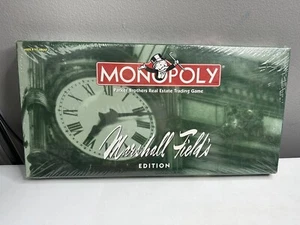 MONOPOLY
Parker Brothers Real Estate Trading Game
Marshall Field's
EDITION